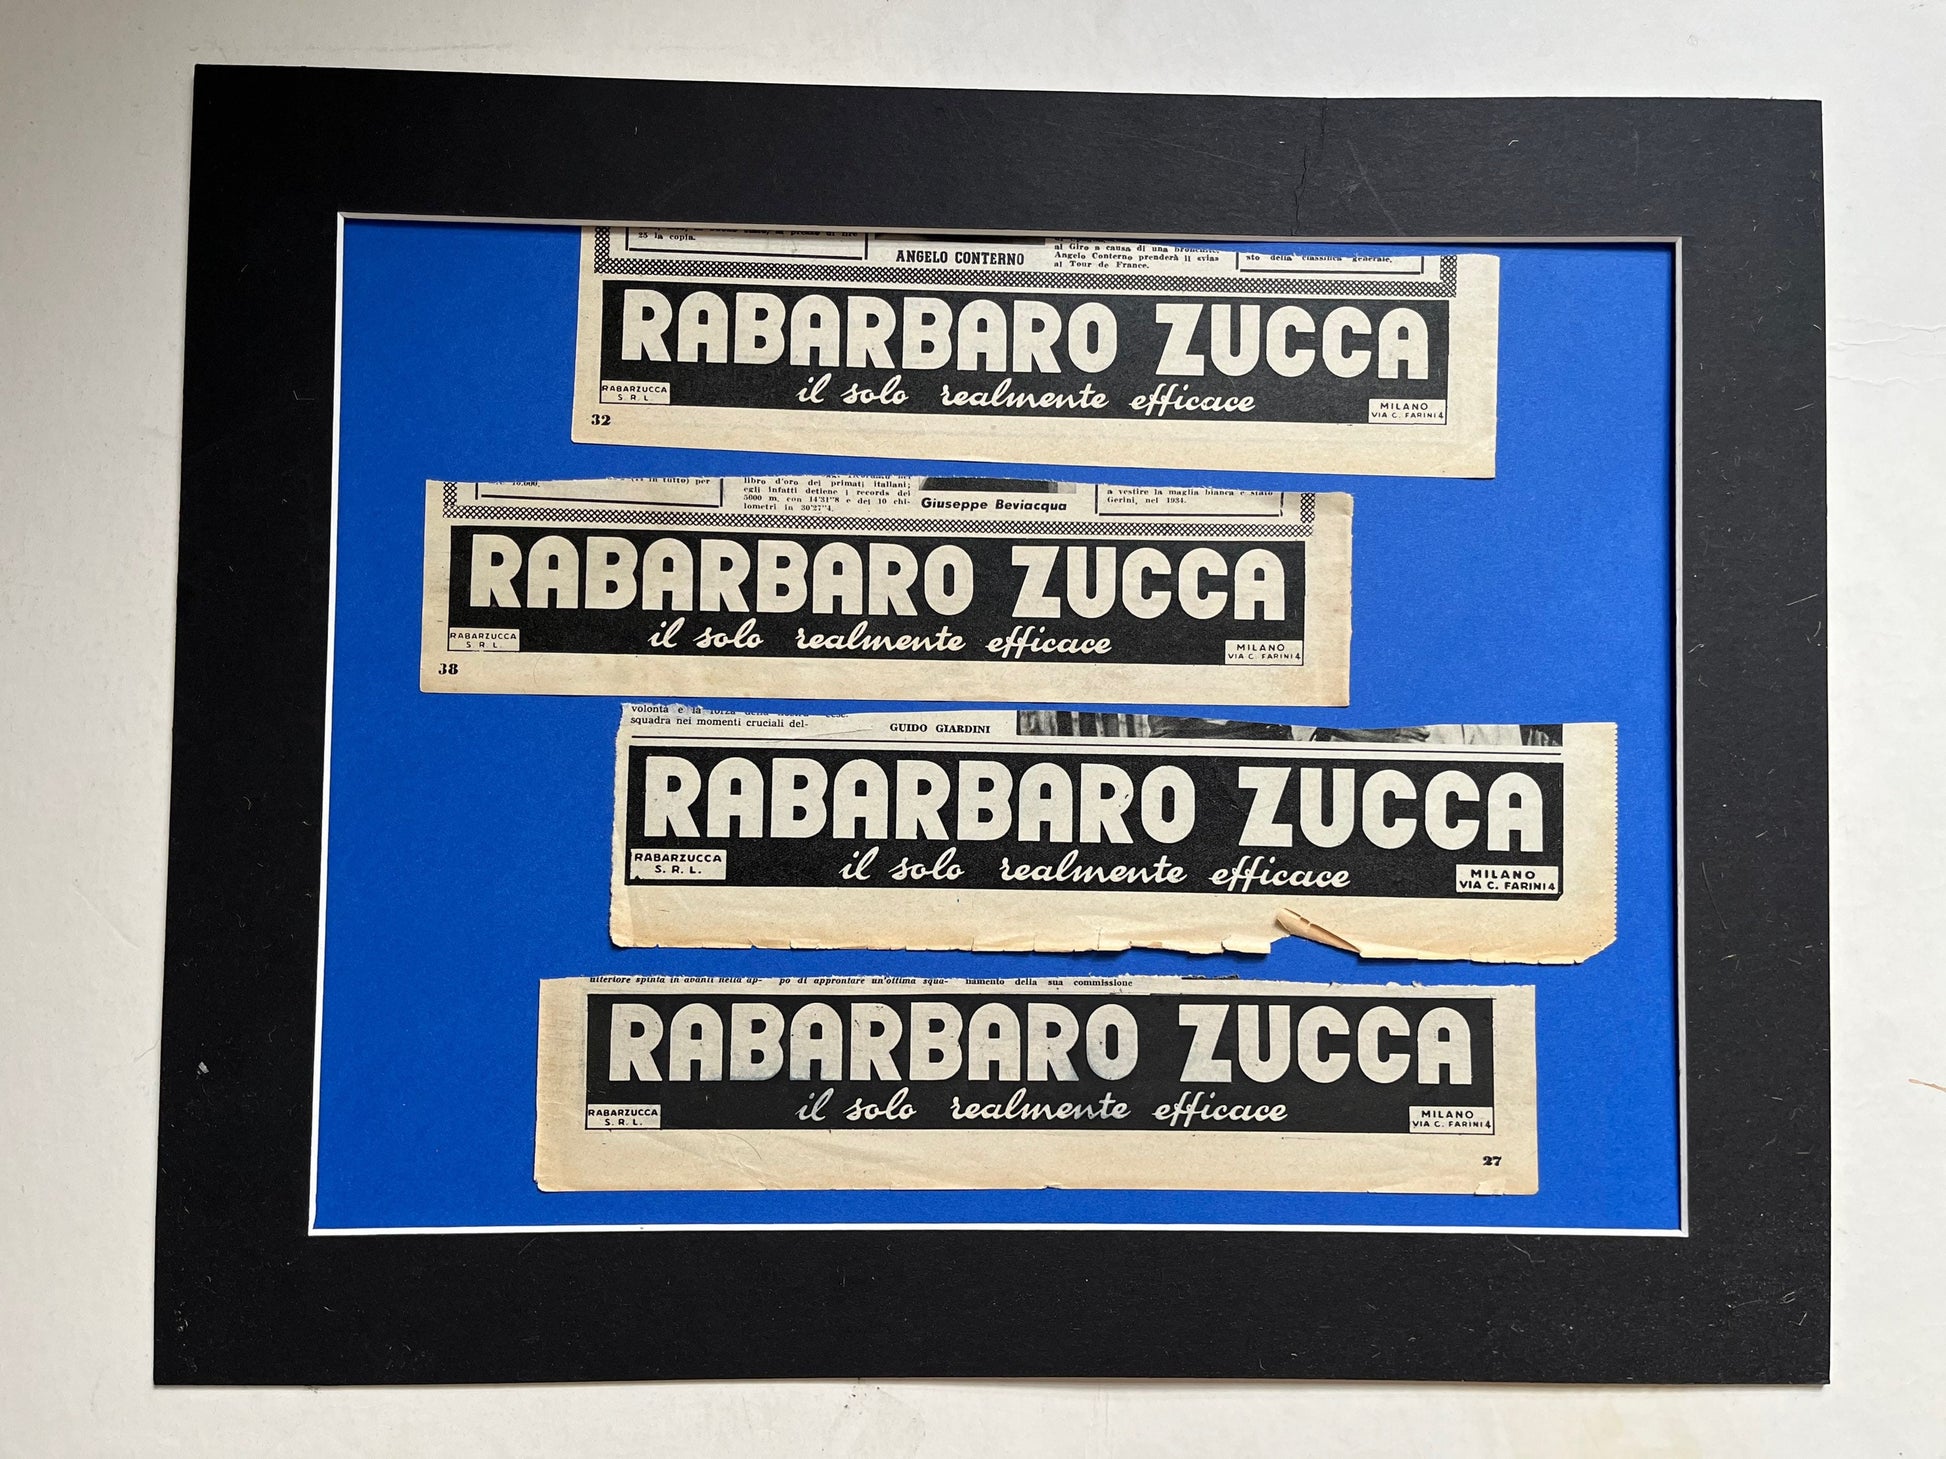 25 la copia.
ANGELO CONTERNO
al Giro a causa di una
Angelo Conterno prenderà il
al Tour de France.
sto della classifica generale.
RABARBARO ZUCCA
il solo realmente efficace
RABARZUCCA
S. R. L.
MILANO
VIA C. FARINI 4
32
in tutto) per
libro d'oro dei primati italiani;
egli infatti detiene i records dei
5000 m. con 14'31"8 e dei 10 chi-
lometri in 30'27"4.
Giuseppe Beviacqua
a vestire la maglia bianca e
Gerini, nel 1934.
RABARBARO ZUCCA
il solo realmente efficace
RABARZUCCA
S. R. L.
MILANO
VIA C. FARINI 4
38
volontà e la forza
squadra nei momenti cruciali del-
GUIDO GIARDINI
RABARBARO ZUCCA
il solo realmente efficace
RABARZUCCA
S. R. L.
MILANO
VIA C. FARINI 4
ulteriore spinta in avanti nella ap-
po di approntare un'ottima squa-
namento della sua commissione
RABARBARO ZUCCA
il solo realmente efficace
RABARZUCCA
S. R. L.
MILANO
VIA C. FARINI 4
27